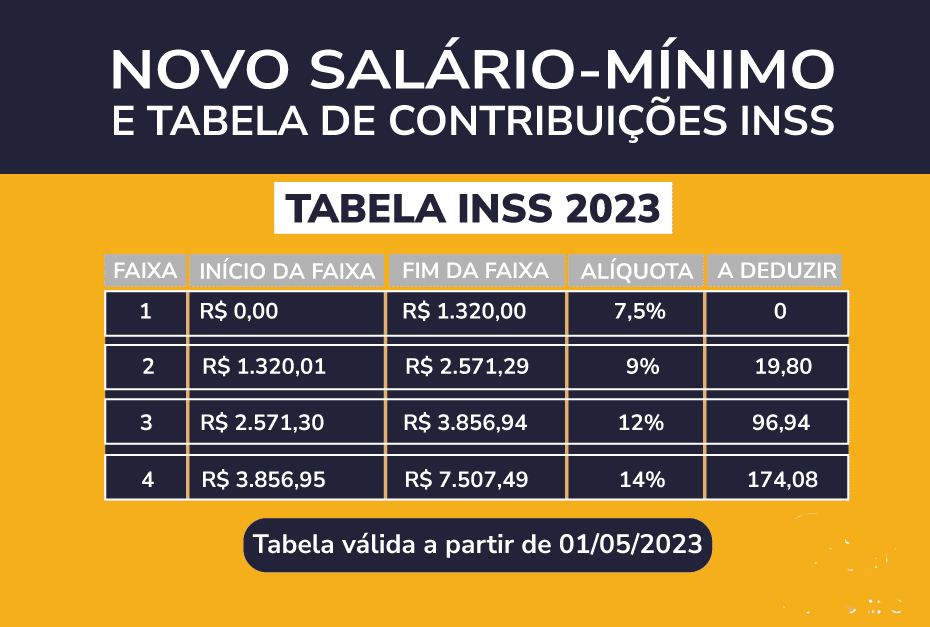 NOVO SALÁRIO-MÍNIMO
E TABELA DE CONTRIBUIÇÕES INSS
TABELA INSS 2023
FAIXA INÍCIO DA FAIXA FIM DA FAIXA ALÍQUOTA A DEDUZIR
1 R$ 0,00 R$ 1.320,00 7,5% 0
2 R$ 1.320,01 R$ 2.571,29 9% 19,80
3 R$ 2.571,30 R$ 3.856,94 12% 96,94
4 R$ 3.856,95 R$ 7.507,49 14% 174,08
Tabela válida a partir de 01/05/2023